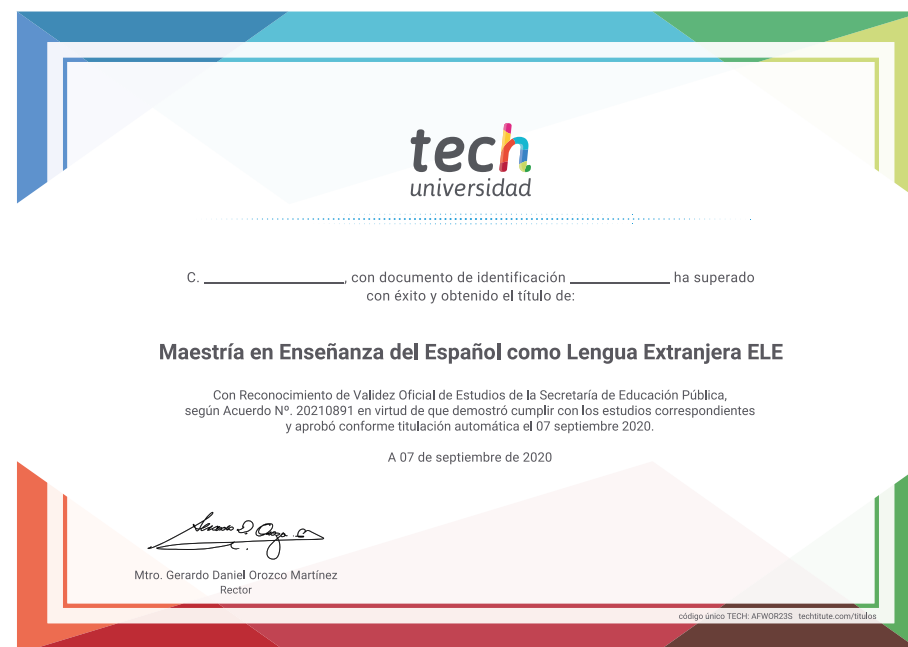 tech
universidad
C. ____________________, con documento de identificación ______________ ha superado
con éxito y obtenido el título de:
Maestría en Enseñanza del Español como Lengua Extranjera ELE
Con Reconocimiento de Validez Oficial de Estudios de la Secretaría de Educación Pública,
según Acuerdo Nº. 20210891 en virtud de que demostró cumplir con los estudios correspondientes
y aprobó conforme titulación automática el 07 septiembre 2020.
A 07 de septiembre de 2020
Mtro. Gerardo Daniel Orozco Martínez
Rector
código único TECH: AFWOR23S techtitute.com/titulos